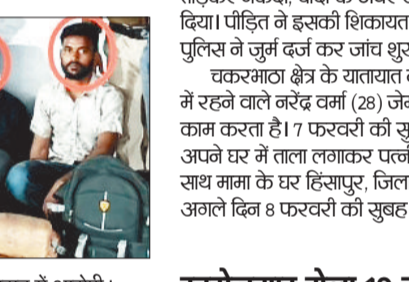 दिया। पीड़ित ने इसकी शिकायत
पुलिस ने जुर्म दर्ज कर जांच
चकरभाठा क्षेत्र के यातायात
में रहने वाले नरेंद्र वर्मा (28)
काम करता है। 7 फरवरी की
अपने घर में ताला लगाकर
साथ मामा के घर हिंसापुर,
अगले दिन 8 फरवरी की सुबह